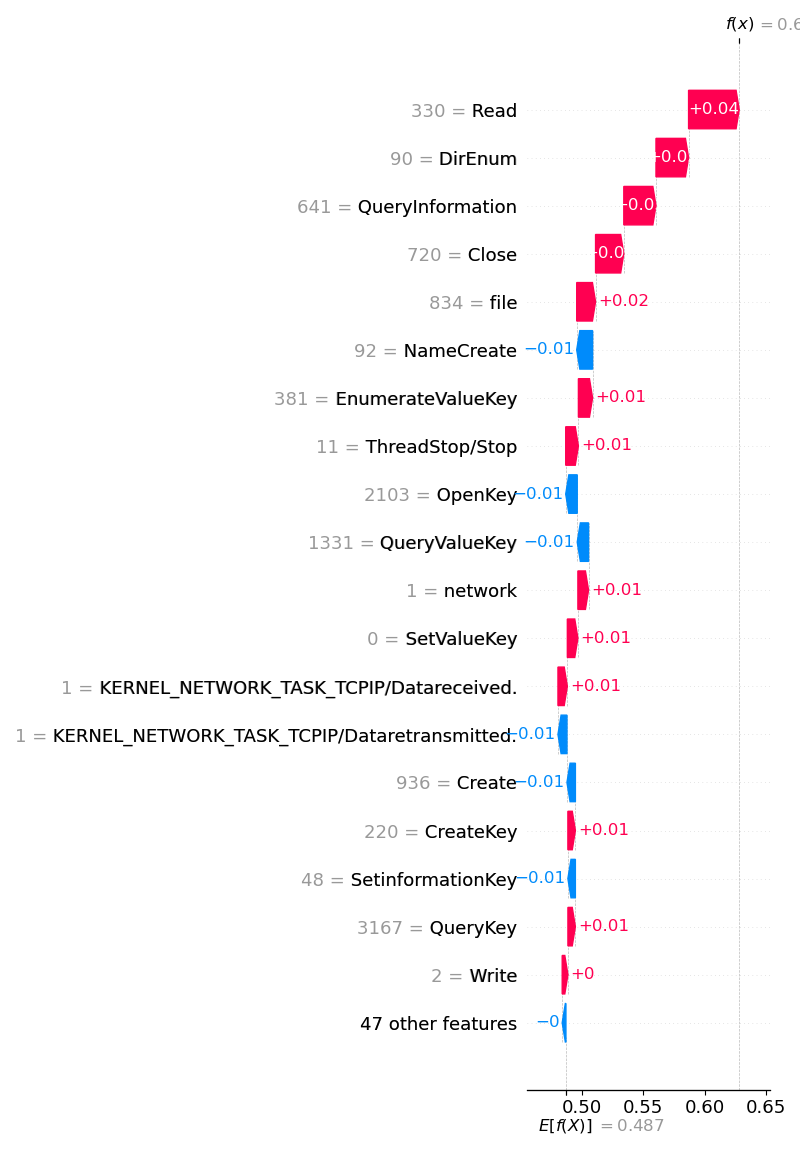 f(x) = 0.6
330 = Read +0.04
90 = DirEnum +0.0
641 = QueryInformation +0.0
720 = Close +0.0
834 = file +0.02
92 = NameCreate −0.01
381 = EnumerateValueKey +0.01
11 = ThreadStop/Stop +0.01
2103 = OpenKey −0.01
1331 = QueryValueKey −0.01
1 = network +0.01
0 = SetValueKey +0.01
1 = KERNEL_NETWORK_TASK_TCPIP/Datareceived. +0.01
1 = KERNEL_NETWORK_TASK_TCPIP/Dataretransmitted. −0.01
936 = Create −0.01
220 = CreateKey +0.01
48 = SetinformationKey −0.01
3167 = QueryKey +0.01
2 = Write +0
47 other features −0
0.50 0.55 0.60 0.65
E[f(X)] = 0.487